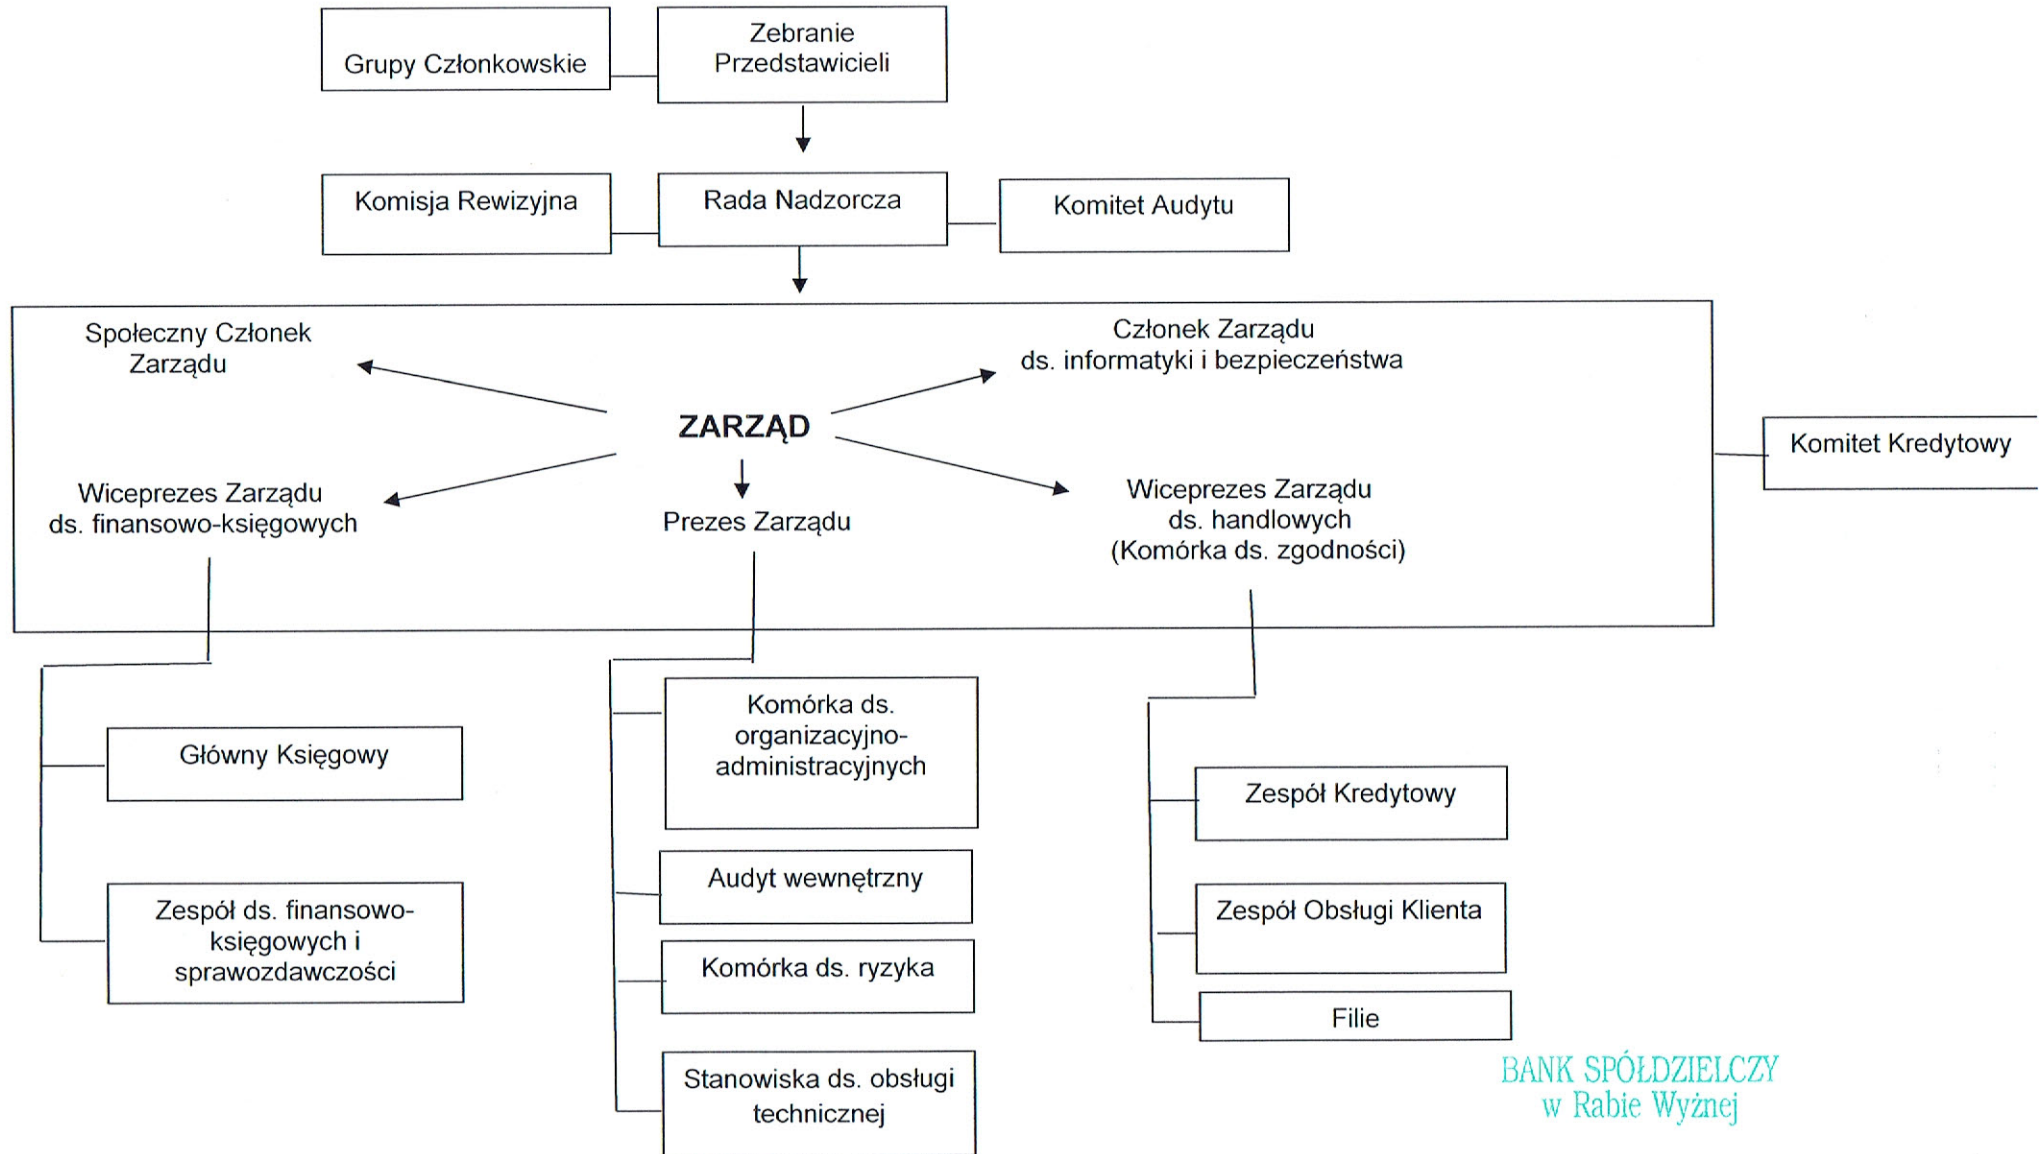 Grupy Członkowskie
Zebranie
Przedstawicieli
Komisja Rewizyjna
Rada Nadzorcza
Komitet Audytu
Społeczny Członek
Zarządu
Członek Zarządu
ds. informatyki i bezpieczeństwa
ZARZĄD
Komitet Kredytowy
Wiceprezes Zarządu
ds. finansowo-księgowych
Prezes Zarządu
Wiceprezes Zarządu
ds. handlowych
(Komórka ds. zgodności)
Główny Księgowy
Zespół ds. finansowo-
księgowych i
sprawozdawczości
Komórka ds.
organizacyjno-
administracyjnych
Audyt wewnętrzny
Komórka ds. ryzyka
Stanowiska ds. obsługi
technicznej
Zespół Kredytowy
Zespół Obsługi Klienta
Filie
BANK SPÓŁDZIELCZY
w Rabie Wyżnej